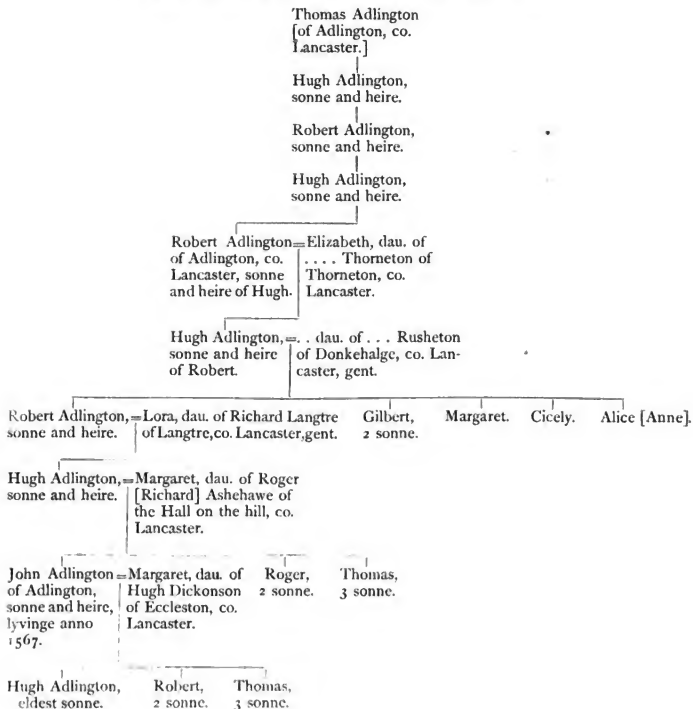 Thomas Adlington
[of Adlington, co.
Lancaster.]
Hugh Adlington,
sonne and heire.
Robert Adlington,
sonne and heire.
Hugh Adlington,
sonne and heire.
Robert Adlington=Elizabeth, dau. of
of Adlington, co. .... Thorneton of
Lancaster, sonne Thorneton, co.
and heire of Hugh. Lancaster.
Hugh Adlington,=.. dau. of ... Rusheton
sonne and heire of Donkehalge, co. Lan-
of Robert. caster, gent.
Robert Adlington,=Lora, dau. of Richard Langtre Gilbert, Margaret. Cicely. Alice [Anne].
sonne and heire. of Langtre, co. Lancaster, gent. 2 sonne.
Hugh Adlington,=Margaret, dau. of Roger
sonne and heire. [Richard] Ashehawe of
the Hall on the hill, co.
Lancaster.
John Adlington=Margaret, dau. of Roger, Thomas,
of Adlington, Hugh Dickonson 2 sonne. 3 sonne.
sonne and heire, of Eccleston, co.
lyvinge anno Lancaster.
1567.
Hugh Adlington, Robert, Thomas,
eldest sonne. 2 sonne. 3 sonne.